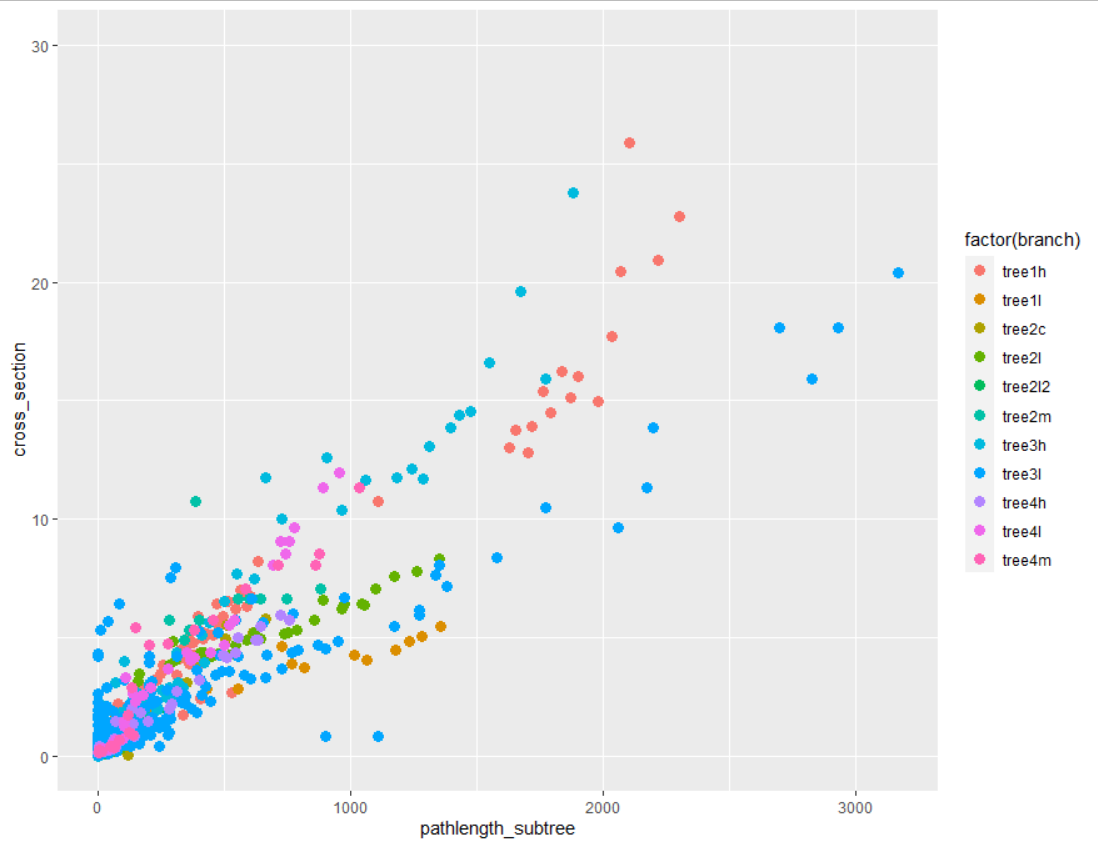 30
20
10
0
cross_section
0
1000
2000
3000
pathlength_subtree
factor(branch)
tree1h
tree1l
tree2c
tree2l
tree2l2
tree2m
tree3h
tree3l
tree4h
tree4l
tree4m